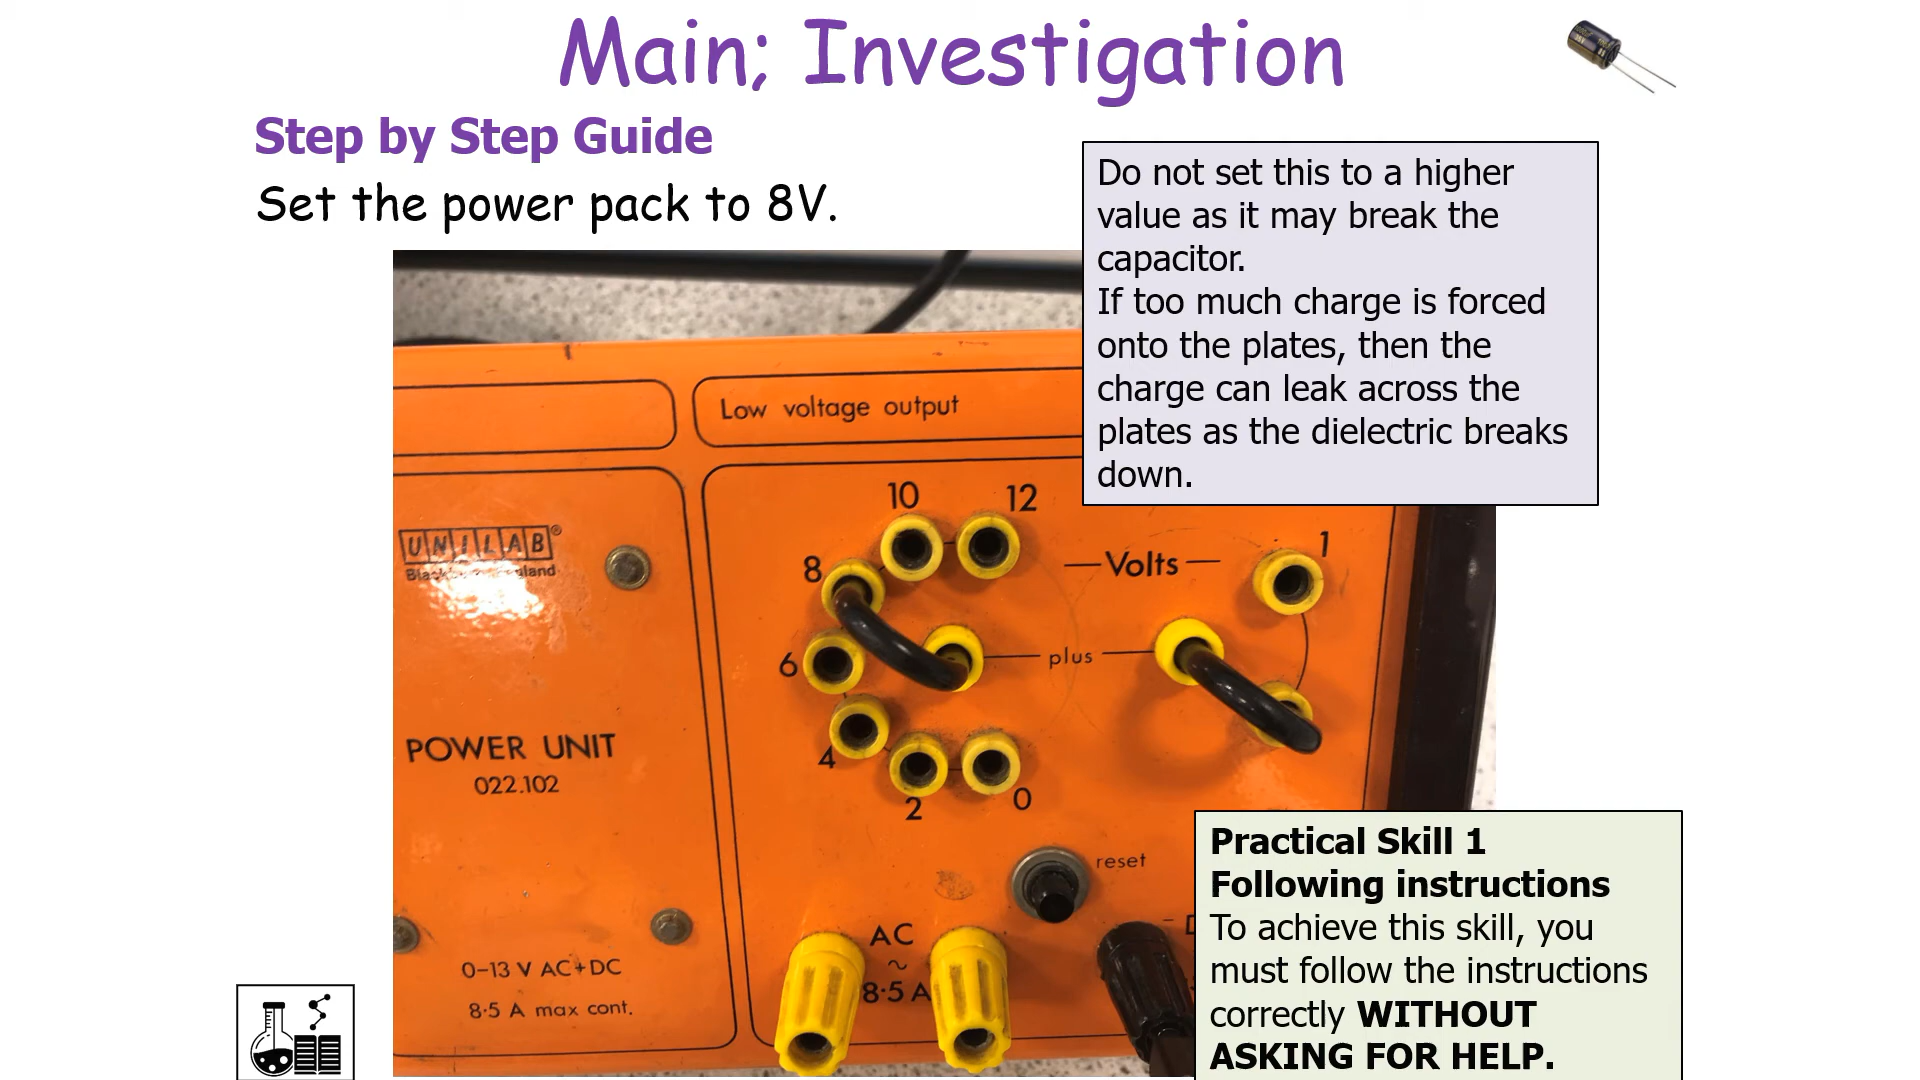 Main; Investigation
Step by Step Guide
Set the power pack to 8V.
Do not set this to a higher
value as it may break the
capacitor.
If too much charge is forced
onto the plates, then the
charge can leak across the
plates as the dielectric breaks
down.
Low voltage output
10 12
8
Volts
1
UNILAB®
6
plus
4
2
0
POWER UNIT
022.102
reset
AC
~
8·5 A
0-13 V AC+DC
8·5 A max cont.
Practical Skill 1
Following instructions
To achieve this skill, you
must follow the instructions
correctly WITHOUT
ASKING FOR HELP.